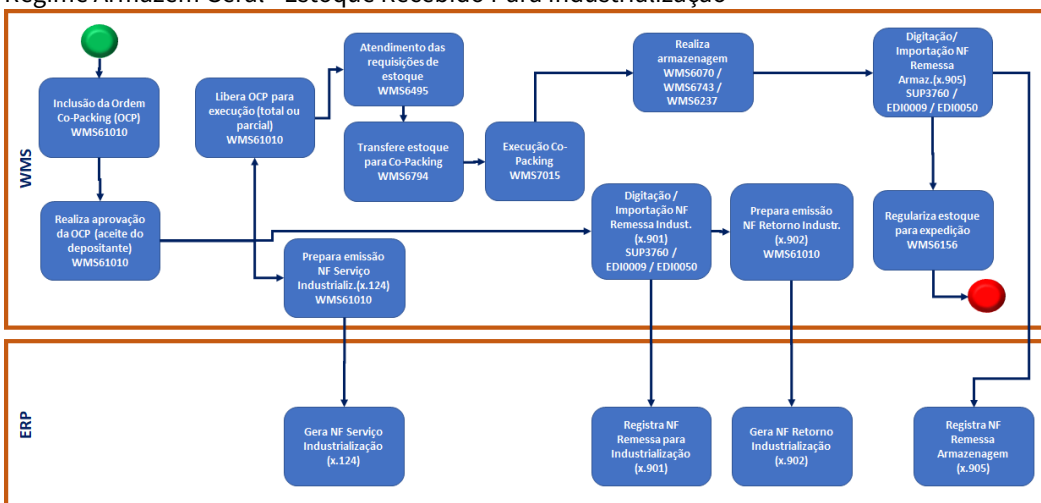 Regime Armazém Geral - Estoque Recebido Para Industrialização
WMS
Inclusão da Ordem
Co-Packing (OCP)
WMS61010
Realiza aprovação
da OCP (aceite do
depositante)
WMS61010
Libera OCP para
execução (total ou
parcial)
WMS61010
Atendimento das
requisições de
estoque
WMS6495
Transfere estoque
para Co-Packing
WMS6794
Execução Co-
Packing
WMS7015
Realiza
armazenagem
WMS6070 /
WMS6743 /
WMS6237
Digitação/
Importação NF
Remessa
Armaz.(x.905)
SUP3760 /
EDI0009 / EDI0050
Prepara emissão
NF Serviço
Industrializ.(x.124)
WMS61010
Digitação /
Importação NF
Remessa Indust.
(x.901)
SUP3760 /
EDI0009 / EDI0050
Prepara emissão
NF Retorno Industr.
(x.902)
WMS61010
Regulariza estoque
para expedição
WMS6156
ERP
Gera NF Serviço
Industrialização
(x.124)
Registra NF
Remessa para
Industrialização
(x.901)
Gera NF Retorno
Industrialização
(x.902)
Registra NF
Remessa
Armazenagem
(x.905)